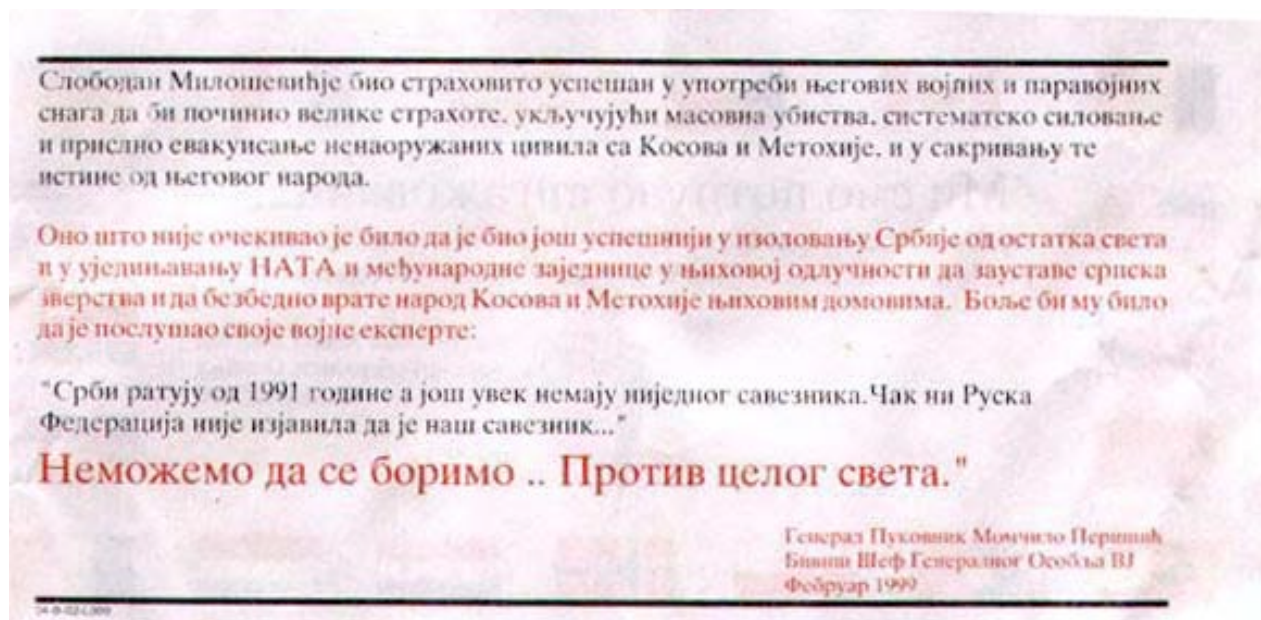 Слободан Милошевићје био страховито успешан у употреби његових војпих и паравојних
снага да би починио велике страхоте, укључујући масовна убиства, систематско силовање
и прислно евакуисање ненаоружаних цивила са Косова и Метохије, и у сакривању те
истине од његовог народа.
Оно што није очекивао је било да је био још успешнији у изоловању Србије од остатка света
и у уједињавању НАТА и међународне заједнице у њиховој одлучности да зауставе српска
зверства и да безбедно врате народ Косова и Метохије њиховим домовима. Боље би му било
да је послушао своје војне експерте:
"Срби ратују од 1991 године а још увек немају ниједног савезника.Чак ни Руска
Федерација није изјавила да је наш савезник..."
Неможемо да се боримо .. Против целог света."
Генерал Пуковник Момчило Перишић
Бивши Шеф Генералног Особља ВЈ
Фебруар 1999